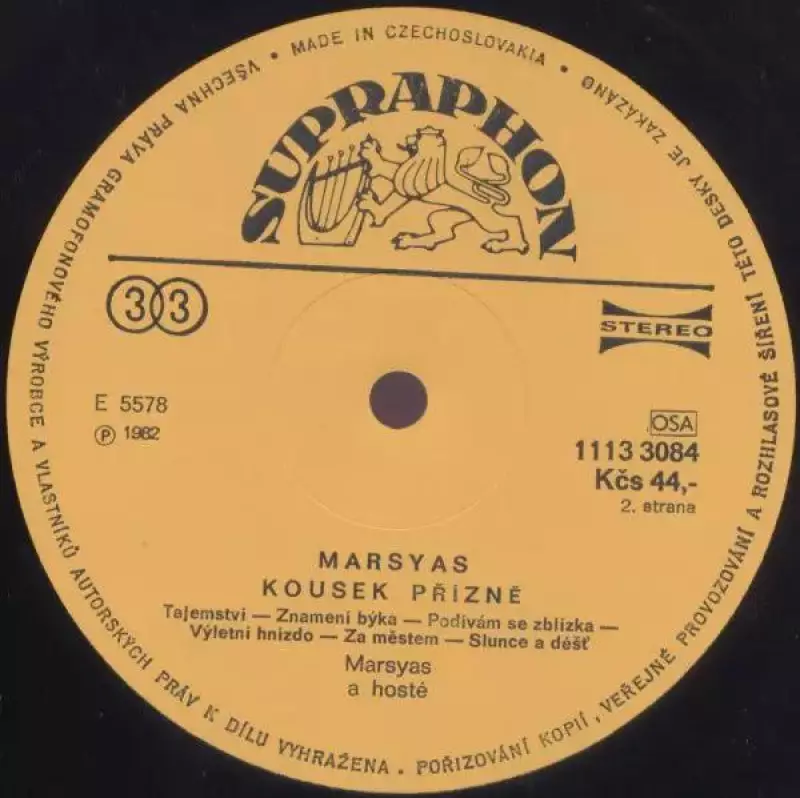 MADE IN CZECHOSLOVAKIA • VŠECHNA PRÁVA GRAMOFONOVÉHO VÝROBCE A VLASTNÍKŮ AUTORSKÝCH PRÁV K DÍLU VYHRAŽENA. POŘIZOVÁNÍ KOPIÍ, VEŘEJNÉ PROVOZOVÁNÍ A ROZHLASOVÉ ŠÍŘENÍ TÉTO DESKY JE ZAKÁZÁNO •
SUPRAPHON
33
STEREO
E 5578
Ⓟ 1982
OSA
1113 3084
Kčs 44,-
2. strana
MARSYAS
KOUSEK PŘÍZNĚ
Tajemství — Znamení býka — Podívám se zblízka —
Výletní hnízdo — Za městem — Slunce a déšť
Marsyas
a hosté